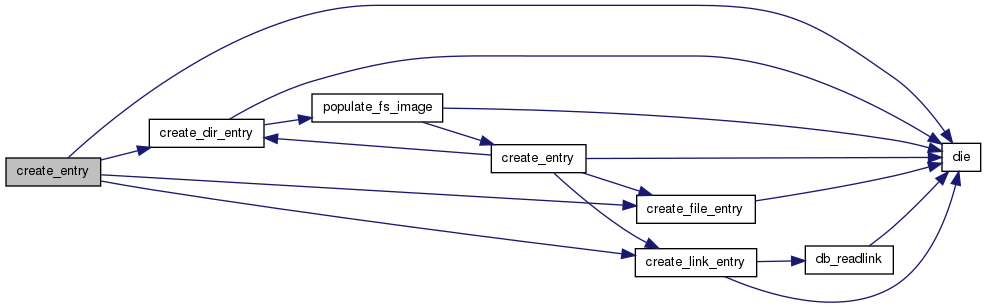 create_entry
create_dir_entry
populate_fs_image
create_entry
create_file_entry
create_link_entry
db_readlink
die